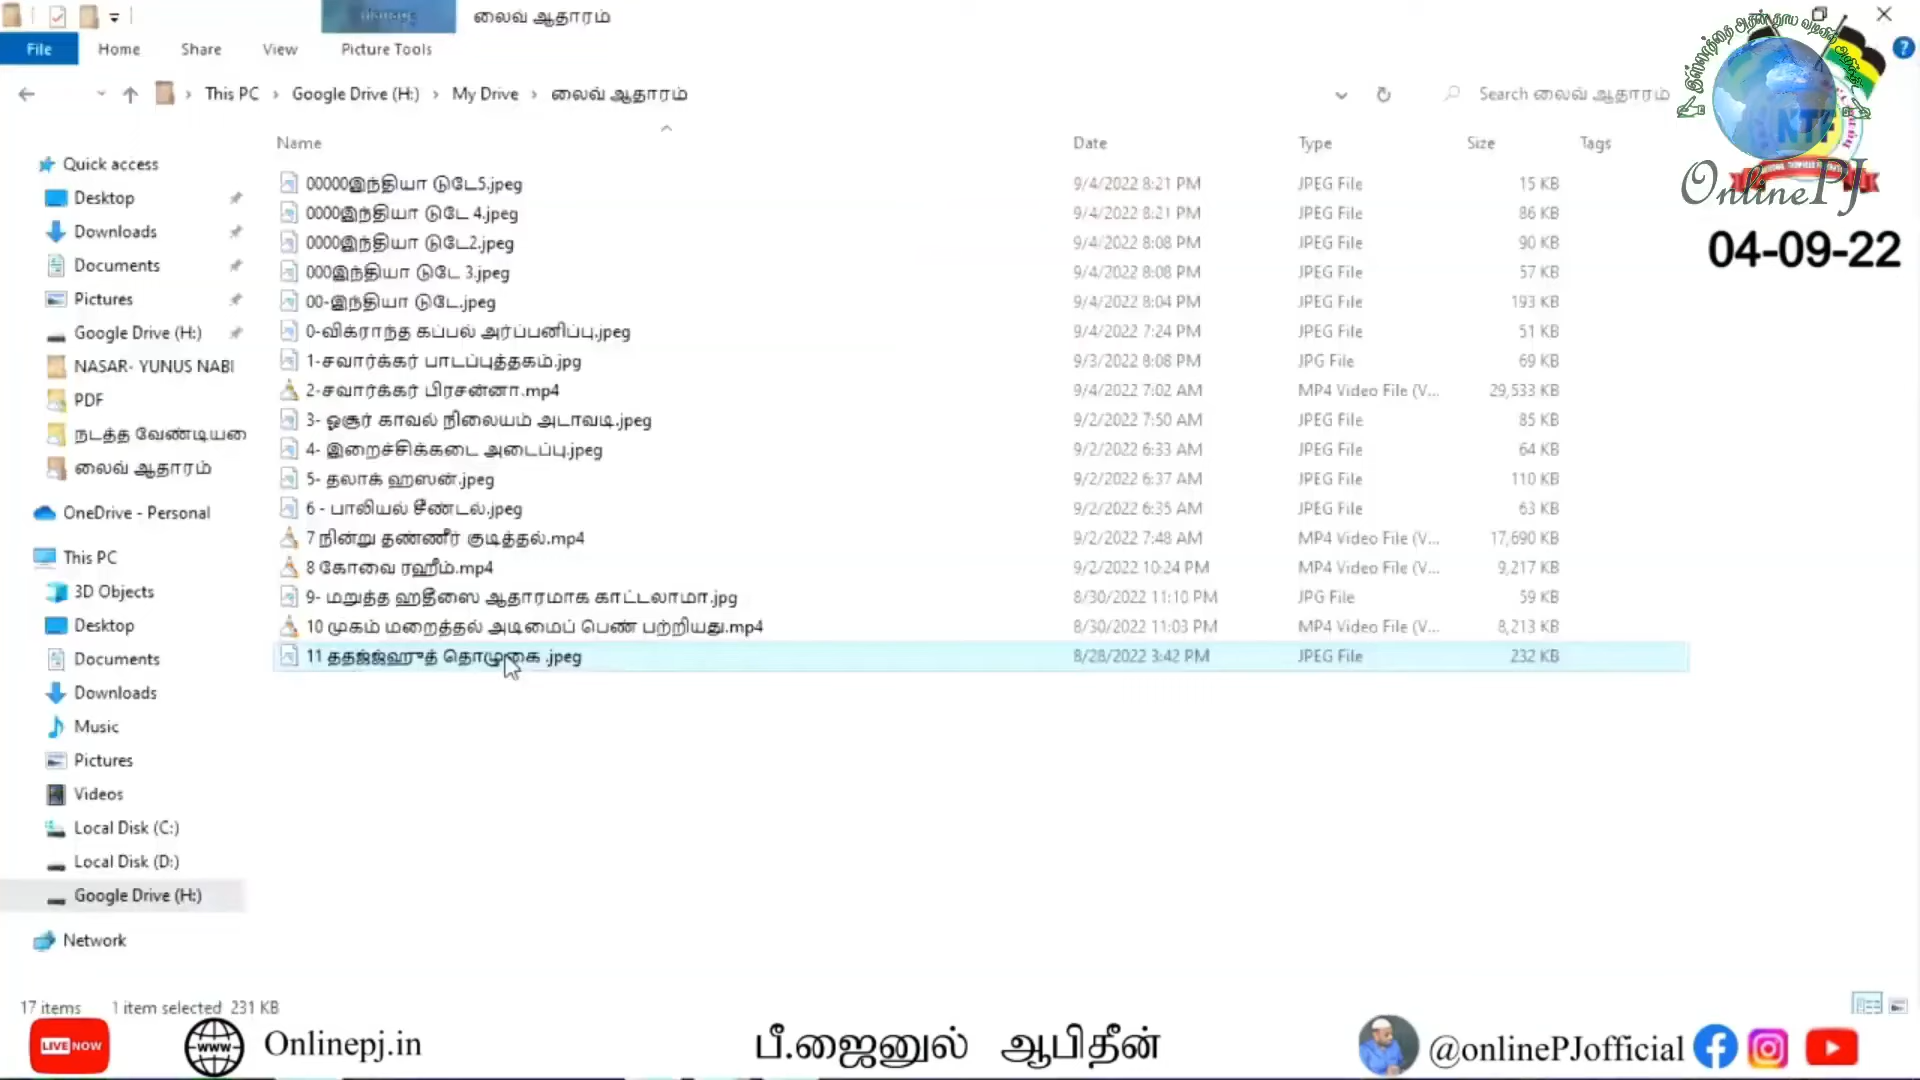 லைவ் ஆதாரம்
File Home Share View Picture Tools
This PC › Google Drive (H:) › My Drive › லைவ் ஆதாரம்
Search லைவ் ஆதாரம்
Name Date Type Size Tags
00000இந்தியா டுடே5.jpeg 9/4/2022 8:21 PM JPEG File 15 KB
0000இந்தியா டுடே 4.jpeg 9/4/2022 8:21 PM JPEG File 86 KB
0000இந்தியா டுடே2.jpeg 9/4/2022 8:08 PM JPEG File 90 KB
000இந்தியா டுடே 3.jpeg 9/4/2022 8:08 PM JPEG File 57 KB
00-இந்தியா டுடே.jpeg 9/4/2022 8:04 PM JPEG File 193 KB
0-விக்ராந்த கப்பல் அர்ப்பனிப்பு.jpeg 9/4/2022 7:24 PM JPEG File 51 KB
1-சவார்க்கர் பாடப்புத்தகம்.jpg 9/3/2022 8:08 PM JPG File 69 KB
2-சவார்க்கர் பிரசன்னா.mp4 9/4/2022 7:02 AM MP4 Video File (V... 29,533 KB
3- ஓசூர் காவல் நிலையம் அடாவடி.jpeg 9/2/2022 7:50 AM JPEG File 85 KB
4- இறைச்சிக்கடை அடைப்பு.jpeg 9/2/2022 6:33 AM JPEG File 64 KB
5- தலாக் ஹஸன்.jpeg 9/2/2022 6:37 AM JPEG File 110 KB
6 - பாலியல் சீண்டல்.jpeg 9/2/2022 6:35 AM JPEG File 63 KB
7 நின்று தண்ணீர் குடித்தல்.mp4 9/2/2022 7:48 AM MP4 Video File (V... 17,690 KB
8 கோவை ரஹீம்.mp4 9/2/2022 10:24 PM MP4 Video File (V... 9,217 KB
9- மறுத்த ஹதீஸை ஆதாரமாக காட்டலாமா.jpg 8/30/2022 11:10 PM JPG File 59 KB
10 முகம் மறைத்தல் அடிமைப் பெண் பற்றியது.mp4 8/30/2022 11:03 PM MP4 Video File (V... 8,213 KB
11 ததஜ்ஜ்ஹுத் தொழுகை .jpeg 8/28/2022 3:42 PM JPEG File 232 KB
Quick access
Desktop
Downloads
Documents
Pictures
Google Drive (H:)
NASAR- YUNUS NABI
PDF
நடத்த வேண்டியவை
லைவ் ஆதாரம்
OneDrive - Personal
This PC
3D Objects
Desktop
Documents
Downloads
Music
Pictures
Videos
Local Disk (C:)
Local Disk (D:)
Google Drive (H:)
Network
17 items 1 item selected 231 KB
NTF
OnlinePJ
04-09-22
LIVE NOW
WWW
Onlinepj.in
பீ.ஜைனுல் ஆபிதீன்
@onlinePJofficial